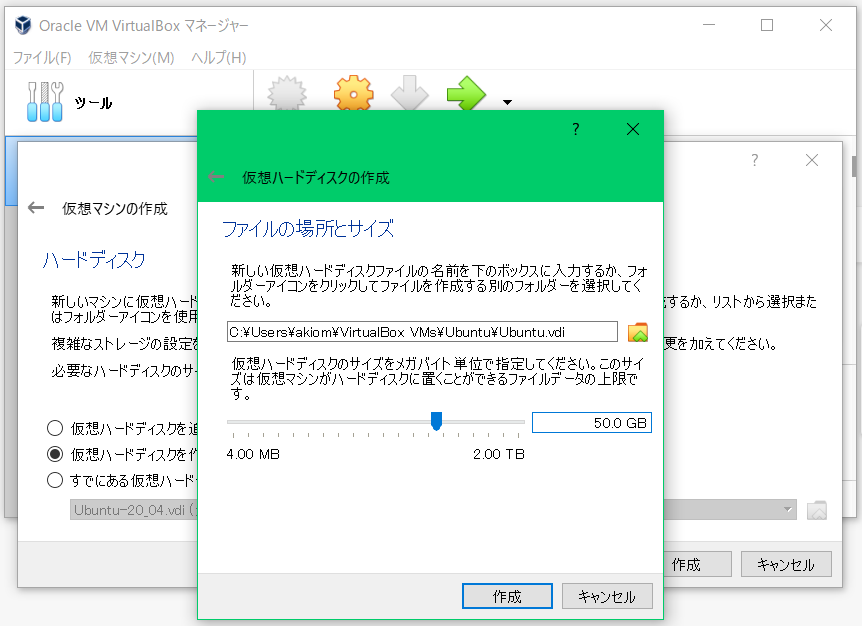 Oracle VM VirtualBox マネージャー
ファイル(F) 仮想マシン(M) ヘルプ(H)
ツール
?
← 仮想マシンの作成
ハードディスク
新しいマシンに仮想ハード
成するか、リストから選択また
はフォルダーアイコンを使用
複雑なストレージの設定を
更を加えてください。
必要なハードディスクのサ
仮想ハードディスクを追
仮想ハードディスクを作
すでにある仮想ハード
Ubuntu-20_04.vdi (
作成 キャンセル
?
← 仮想ハードディスクの作成
ファイルの場所とサイズ
新しい仮想ハードディスクファイルの名前を下のボックスに入力するか、フォ
ルダーアイコンをクリックしてファイルを作成する別のフォルダーを選択してく
ださい。
C:¥Users¥akiom¥VirtualBox VMs¥Ubuntu¥Ubuntu.vdi
仮想ハードディスクのサイズをメガバイト単位で指定してください。このサイ
ズは仮想マシンがハードディスクに置くことができるファイルデータの上限で
す。
50.0 GB
4.00 MB 2.00 TB
作成 キャンセル